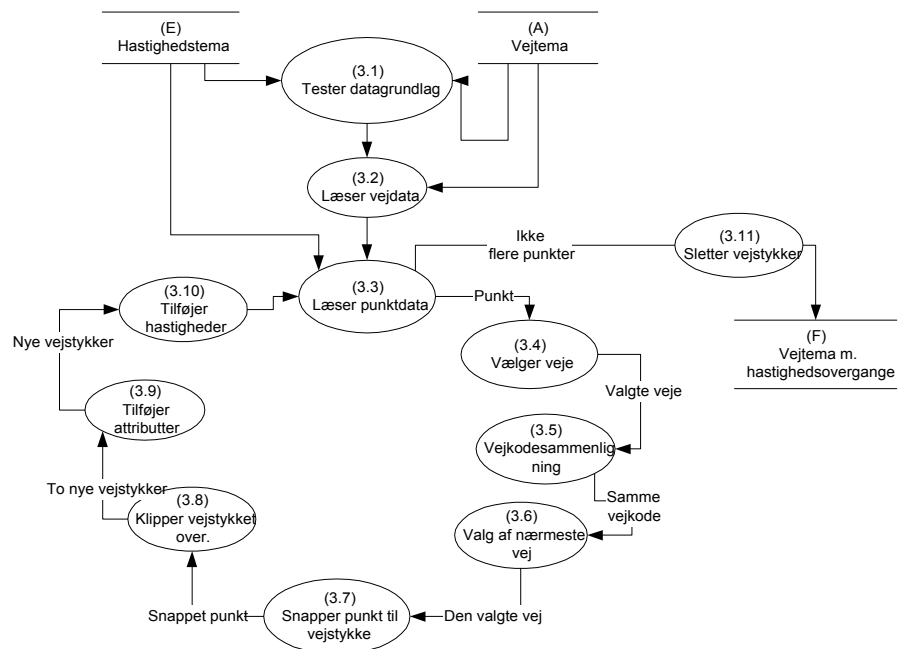 (E)
Hastighedstema
(A)
Vejtema
(3.1)
Tester datagrundlag
(3.2)
Læser vejdata
Ikke
flere punkter
(3.11)
Sletter vejstykker
(3.3)
Læser punktdata
(3.10)
Tilføjer
hastigheder
Punkt
(F)
Vejtema m.
hastighedsovergange
Nye vejstykker
(3.4)
Vælger veje
Valgte veje
(3.9)
Tilføjer
attributter
(3.5)
Vejkodesammenlig
ning
To nye vejstykker
(3.8)
Klipper vejstykket
over.
Samme
vejkode
(3.6)
Valg af nærmeste
vej
Snappet punkt
(3.7)
Snapper punkt til
vejstykke
Den valgte vej